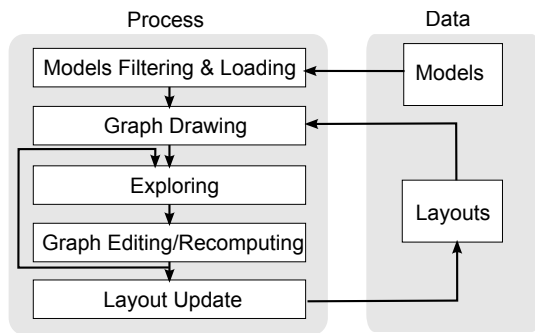 Process
Data
Models Filtering & Loading
Models
Graph Drawing
Exploring
Layouts
Graph Editing/Recomputing
Layout Update